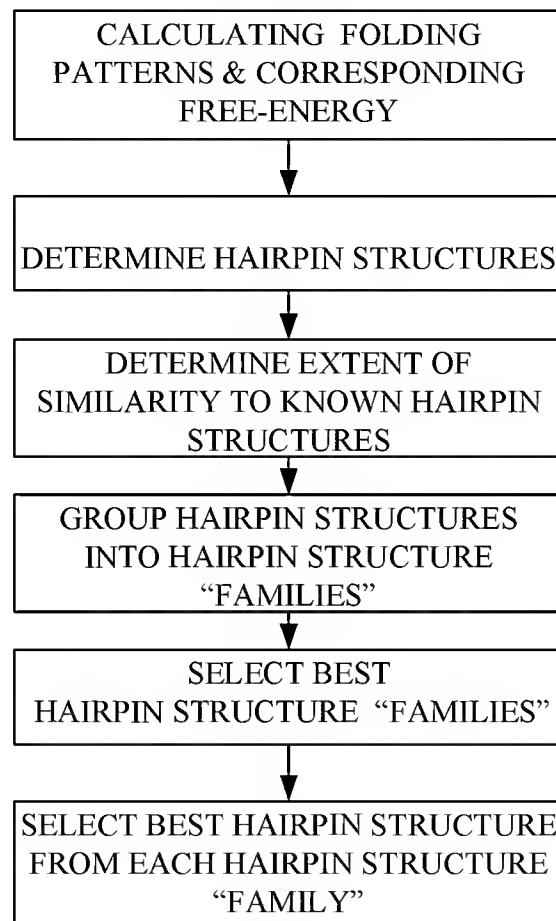 CALCULATING FOLDING
PATTERNS & CORRESPONDING
FREE-ENERGY
DETERMINE HAIRPIN STRUCTURES
DETERMINE EXTENT OF
SIMILARITY TO KNOWN HAIRPIN
STRUCTURES
GROUP HAIRPIN STRUCTURES
INTO HAIRPIN STRUCTURE
“FAMILIES”
SELECT BEST
HAIRPIN STRUCTURE “FAMILIES”
SELECT BEST HAIRPIN STRUCTURE
FROM EACH HAIRPIN STRUCTURE
“FAMILY”